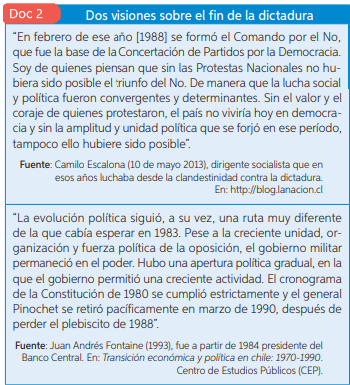 Doc 2
Dos visiones sobre el fin de la dictadura
"En febrero de ese año [1988] se formó el Comando por el No,
que fue la base de la Concertación de Partidos por la Democracia.
Soy de quienes piensan que sin las Protestas Nacionales no hu-
biera sido posible el triunfo del No. De manera que la lucha social
y política fueron convergentes y determinantes. Sin el valor y el
coraje de quienes protestaron, el país no viviría hoy en democra-
cia y sin la amplitud y unidad política que se forjó en ese período,
tampoco ello hubiere sido posible".
Fuente: Camilo Escalona (10 de mayo 2013), dirigente socialista que en
esos años luchaba desde la clandestinidad contra la dictadura.
En: http://blog.lanacion.cl
"La evolución política siguió, a su vez, una ruta muy diferente
de la que cabía esperar en 1983. Pese a la creciente unidad, or-
ganización y fuerza política de la oposición, el gobierno militar
permaneció en el poder. Hubo una apertura política gradual, en la
que el gobierno permitió una creciente actividad. El cronograma
de la Constitución de 1980 se cumplió estrictamente y el general
Pinochet se retiró pacíficamente en marzo de 1990, después de
perder el plebiscito de 1988".
Fuente: Juan Andrés Fontaine (1993), fue a partir de 1984 presidente del
Banco Central. En: Transición económica y política en chile: 1970-1990.
Centro de Estudios Públicos (CEP).